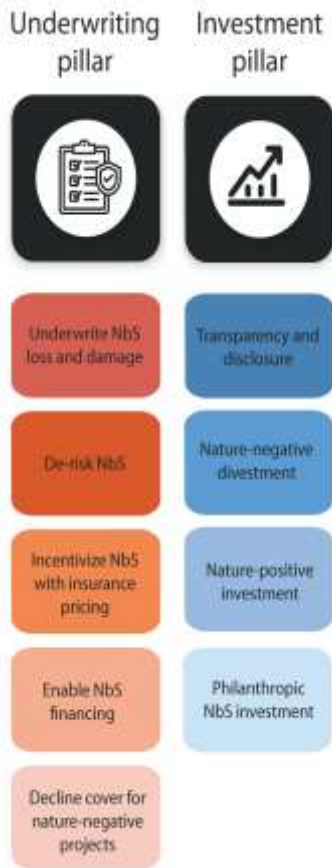 Underwriting
pillar
Investment
pillar
Underwrite NbS
loss and damage
De-risk NbS
Incentivize NbS
with insurance
pricing
Enable NbS
financing
Decline cover for
nature-negative
projects
Transparency and
disclosure
Nature-negative
divestment
Nature-positive
investment
Philanthropic
NbS investment